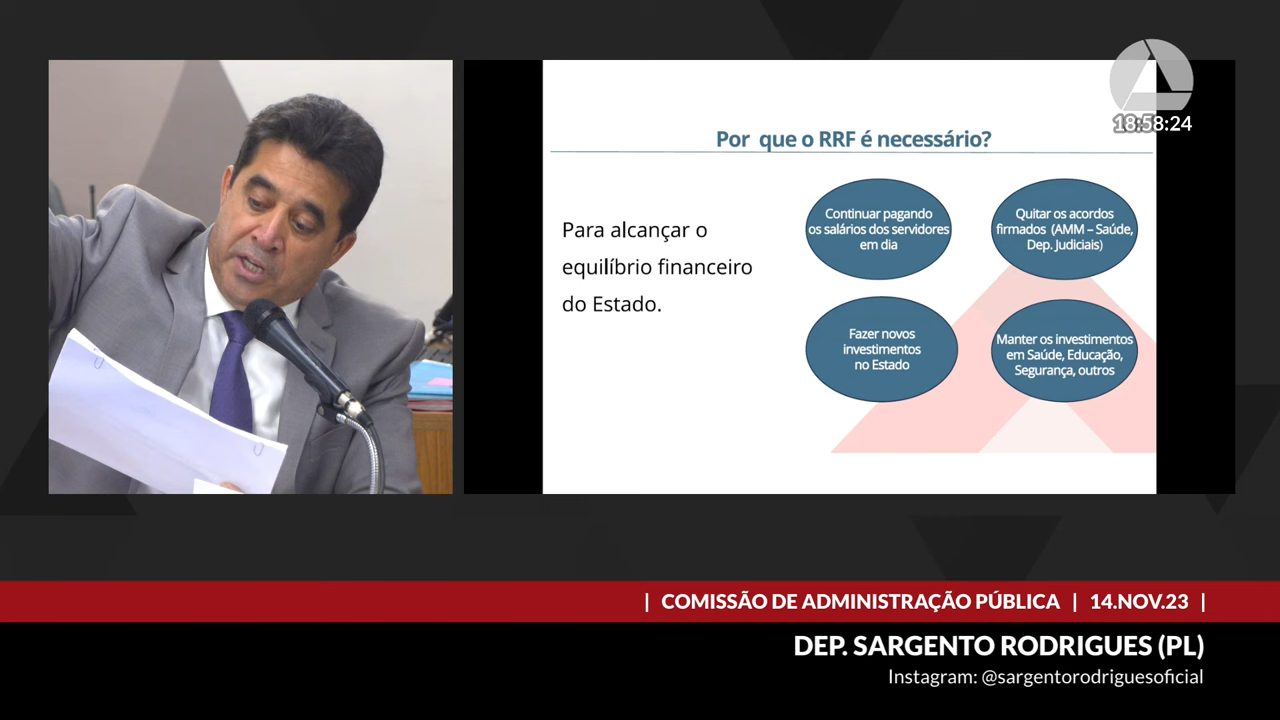 18:58:24
Por que o RRF é necessário?
Para alcançar o
equilíbrio financeiro
do Estado.
Continuar pagando
os salários dos servidores
em dia
Quitar os acordos
firmados (AMM – Saúde,
Dep. Judiciais)
Fazer novos
investimentos
no Estado
Manter os investimentos
em Saúde, Educação,
Segurança, outros
| COMISSÃO DE ADMINISTRAÇÃO PÚBLICA | 14.NOV.23 |
DEP. SARGENTO RODRIGUES (PL)
Instagram: @sargentorodriguesoficial